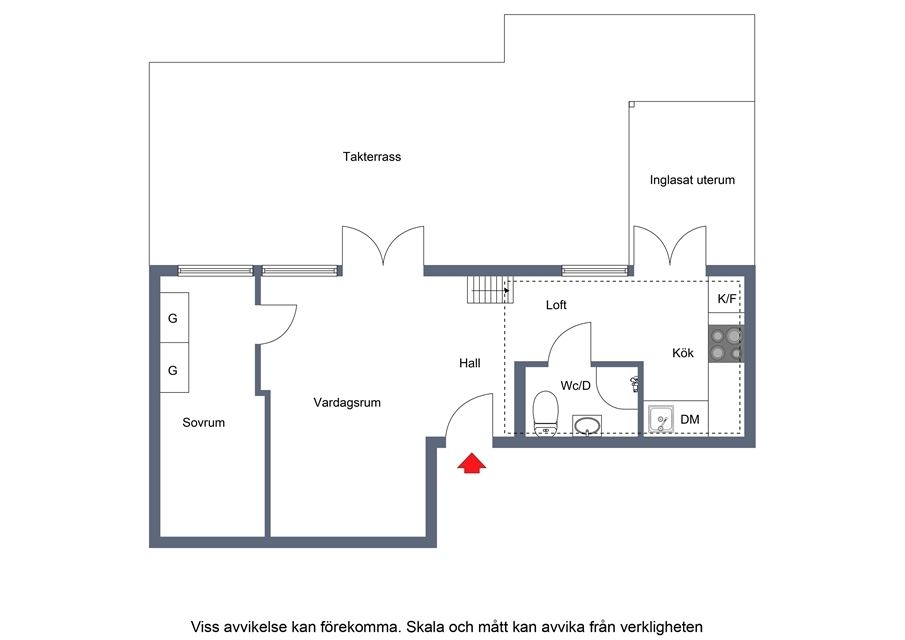 Takterrass
Inglasat uterum
K/F
Loft
G
Kök
Hall
G
Wc/D
Vardagsrum
Sovrum
DM
Viss avvikelse kan förekomma. Skala och mått kan avvika från verkligheten